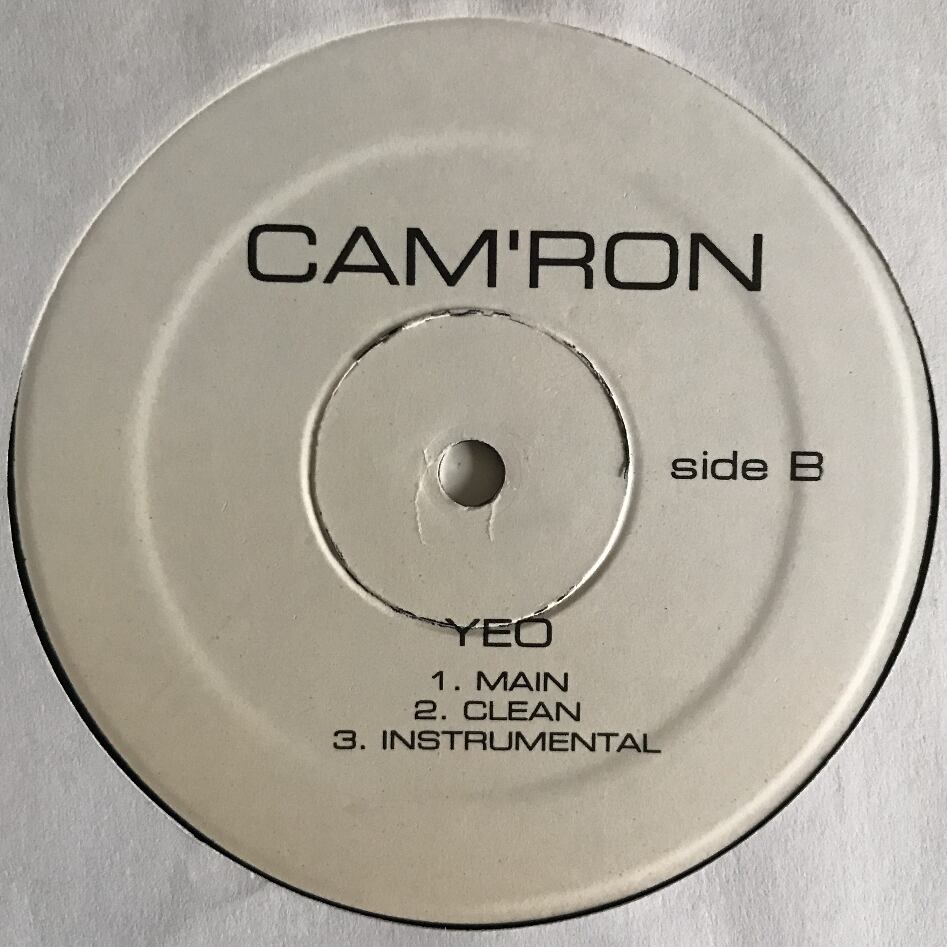 CAM'RON
side B
YEO
1. MAIN
2. CLEAN
3. INSTRUMENTAL